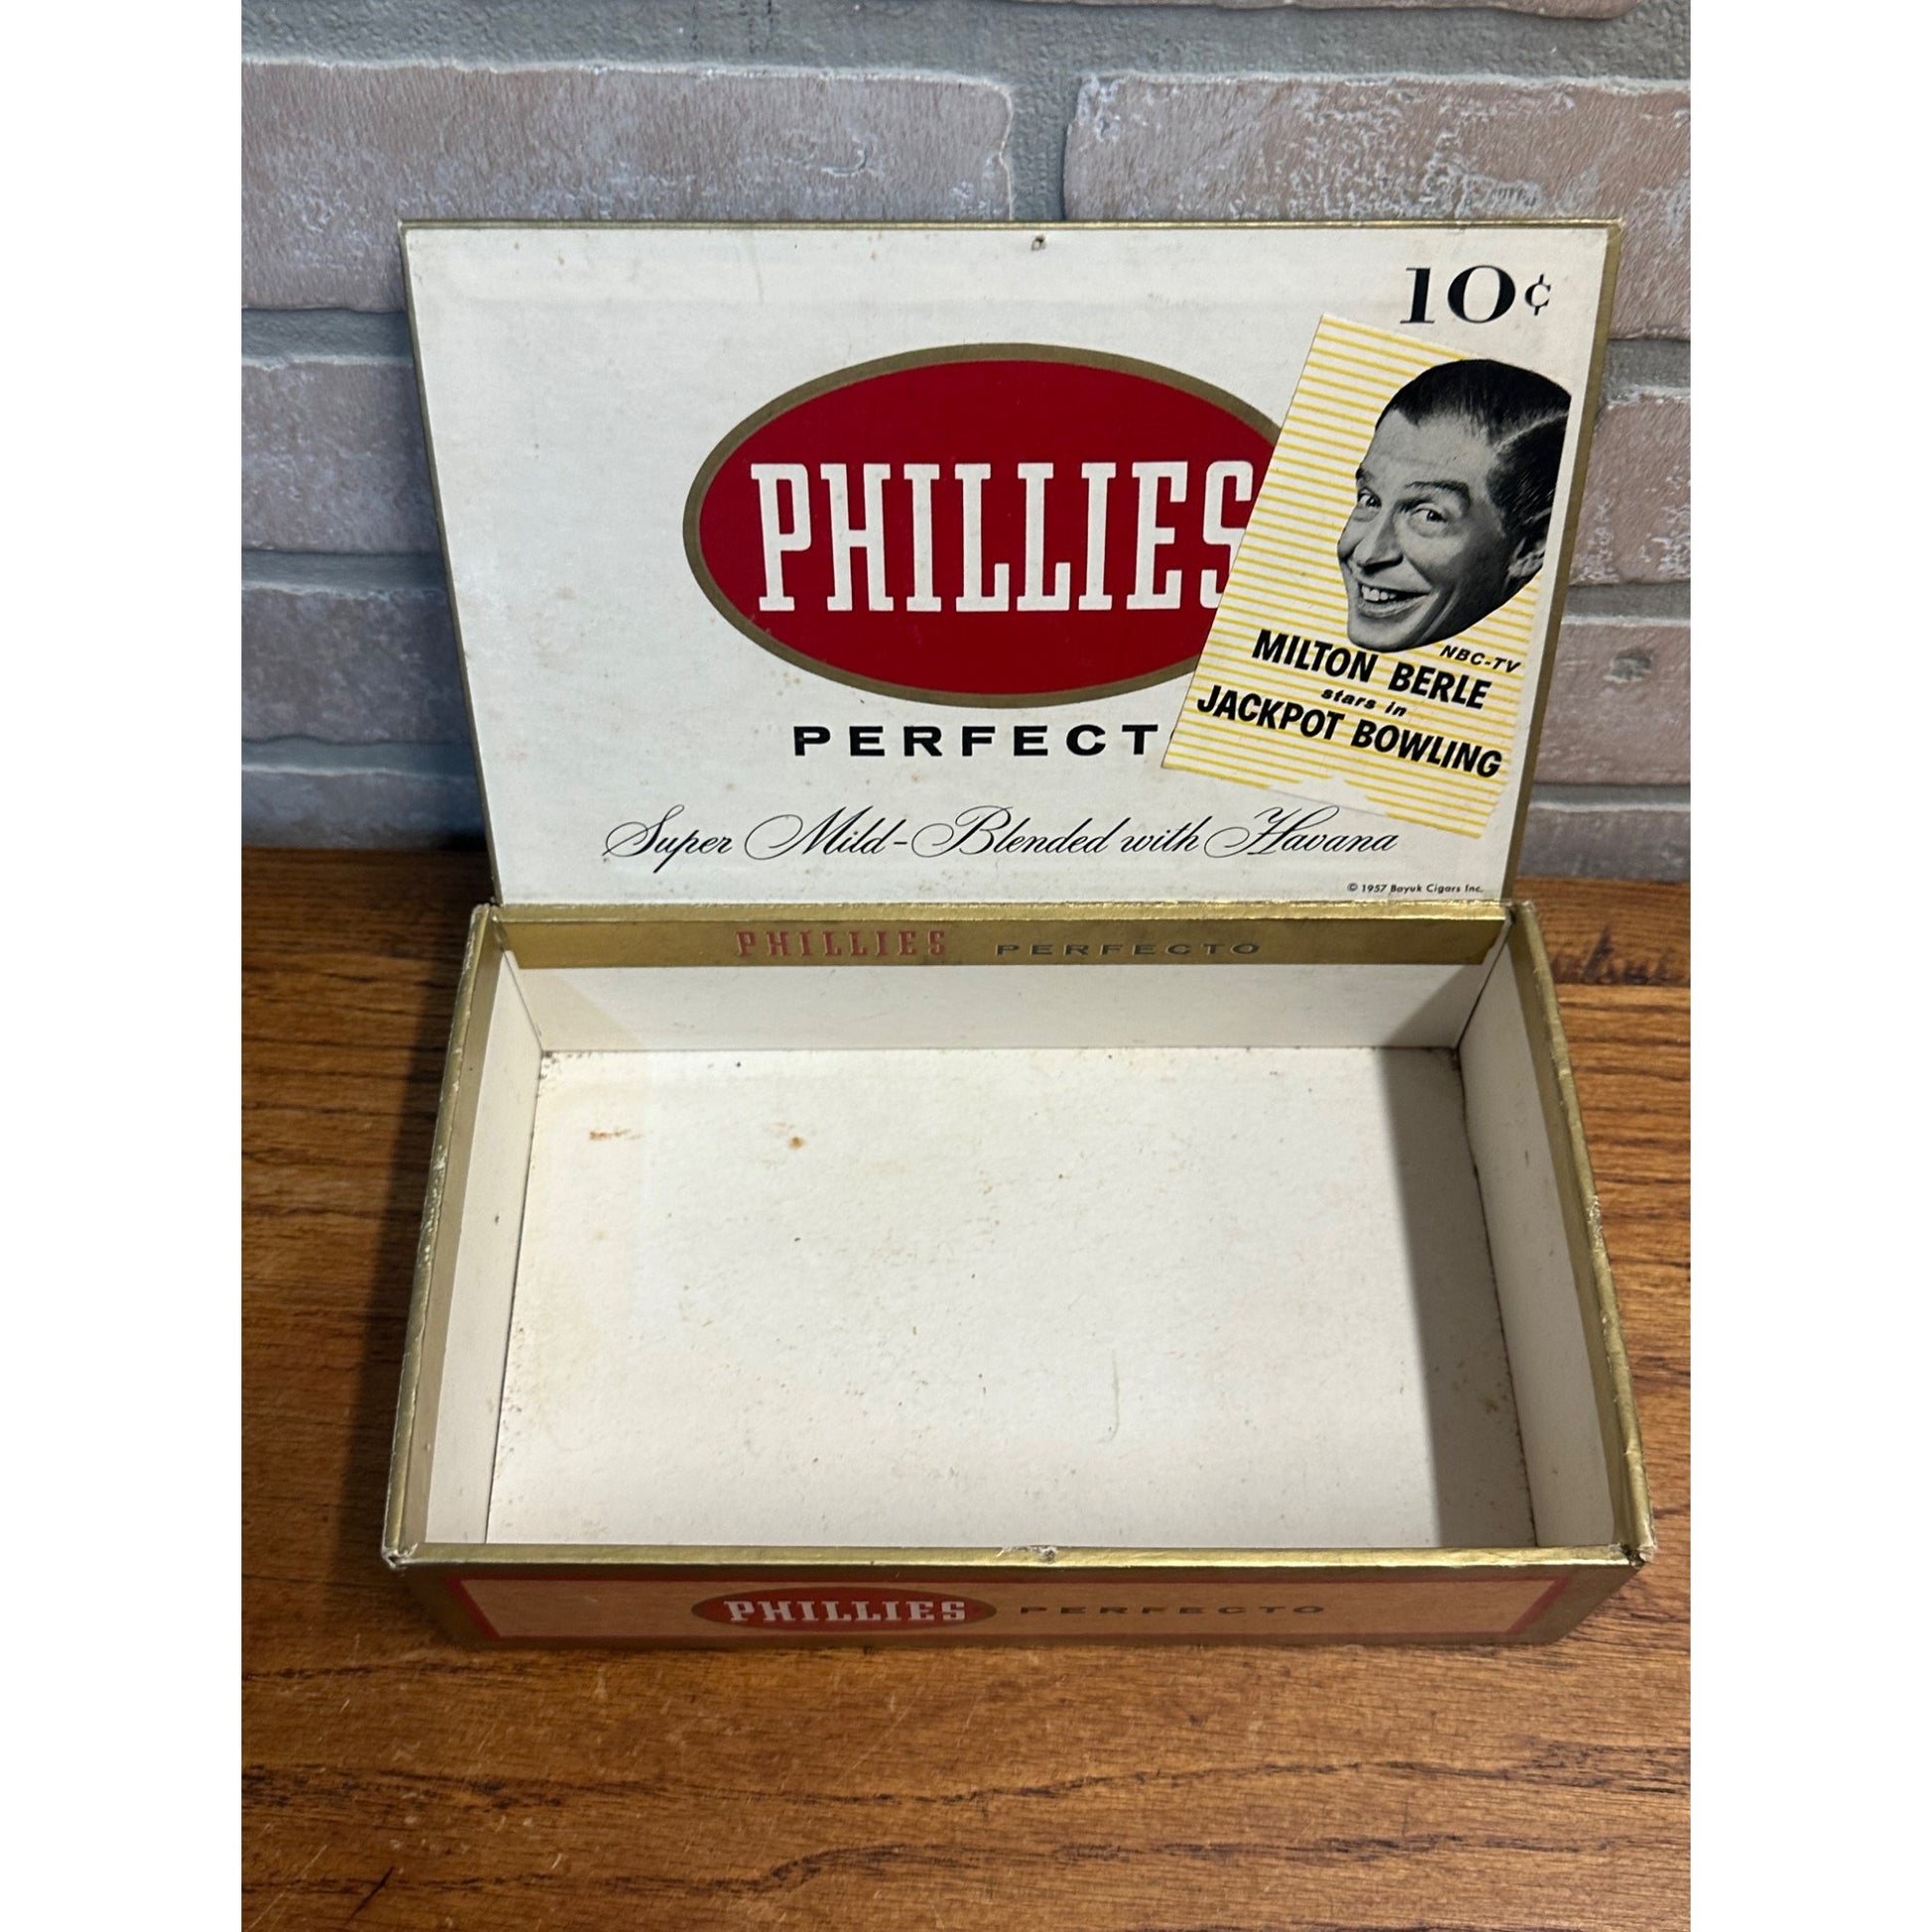 10¢
PHILLIES
NBC-TV
MILTON BERLE
stars in
JACKPOT BOWLING
PERFECT
Super Mild-Blended with Havana
© 1957 Bayuk Cigars Inc.
PHILLIES PERFECTO
PHILLIES PERFECTO